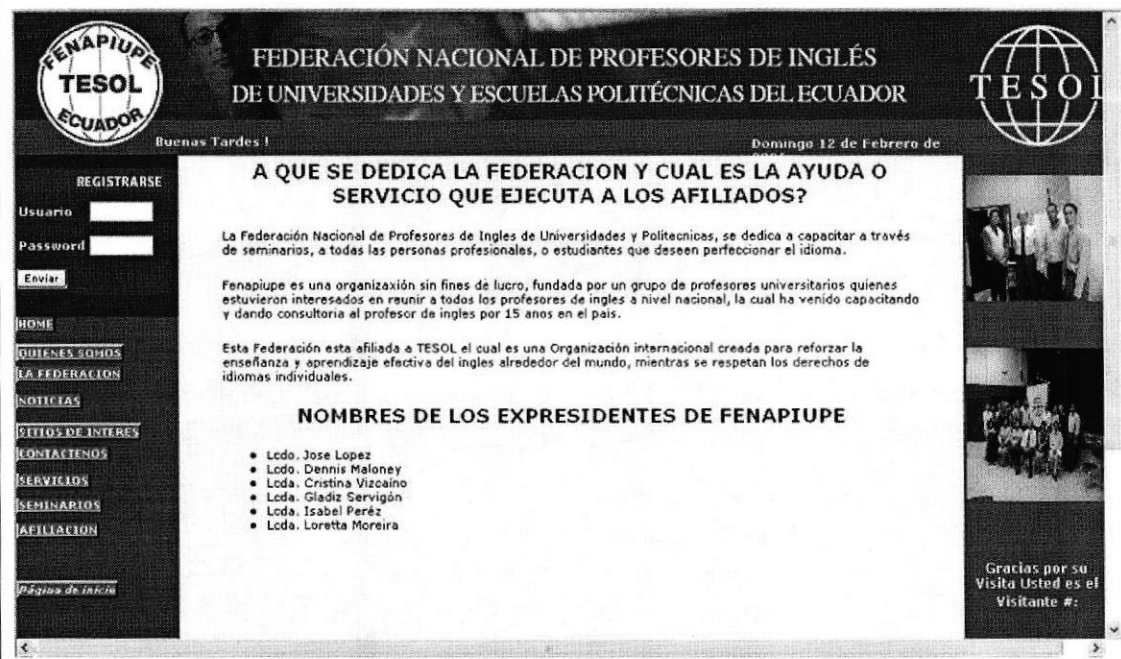 FENAPIUPE
TESOL
ECUADOR
FEDERACIÓN NACIONAL DE PROFESORES DE INGLÉS
DE UNIVERSIDADES Y ESCUELAS POLITÉCNICAS DEL ECUADOR
TESOL
Buenas Tardes !
Domingo 12 de Febrero de
REGISTRARSE
Usuario
Password
Enviar
HOME
QUIENES SOMOS
LA FEDERACION
NOTICIAS
SITIOS DE INTERES
CONTACTENOS
SERVICIOS
SEMINARIOS
AFILIACION
Página de inicio
A QUE SE DEDICA LA FEDERACION Y CUAL ES LA AYUDA O
SERVICIO QUE EJECUTA A LOS AFILIADOS?
La Federación Nacional de Profesores de Ingles de Universidades y Politecnicas, se dedica a capacitar a través
de seminarios, a todas las personas profesionales, o estudiantes que deseen perfeccionar el idioma.
Fenapiupe es una organizaxión sin fines de lucro, fundada por un grupo de profesores universitarios quienes
estuvieron interesados en reunir a todos los profesores de ingles a nivel nacional, la cual ha venido capacitando
y dando consultoria al profesor de ingles por 15 anos en el pais.
Esta Federación esta afiliada a TESOL el cual es una Organización internacional creada para reforzar la
enseñanza y aprendizaje efectiva del ingles alrededor del mundo, mientras se respetan los derechos de
idiomas individuales.
NOMBRES DE LOS EXPRESIDENTES DE FENAPIUPE
• Lcdo. Jose Lopez
• Lcdo. Dennis Maloney
• Lcda. Cristina Vizcaíno
• Lcda. Gladiz Servigón
• Lcda. Isabel Peréz
• Lcda. Loretta Moreira
Gracias por su
Visita Usted es el
Visitante #: